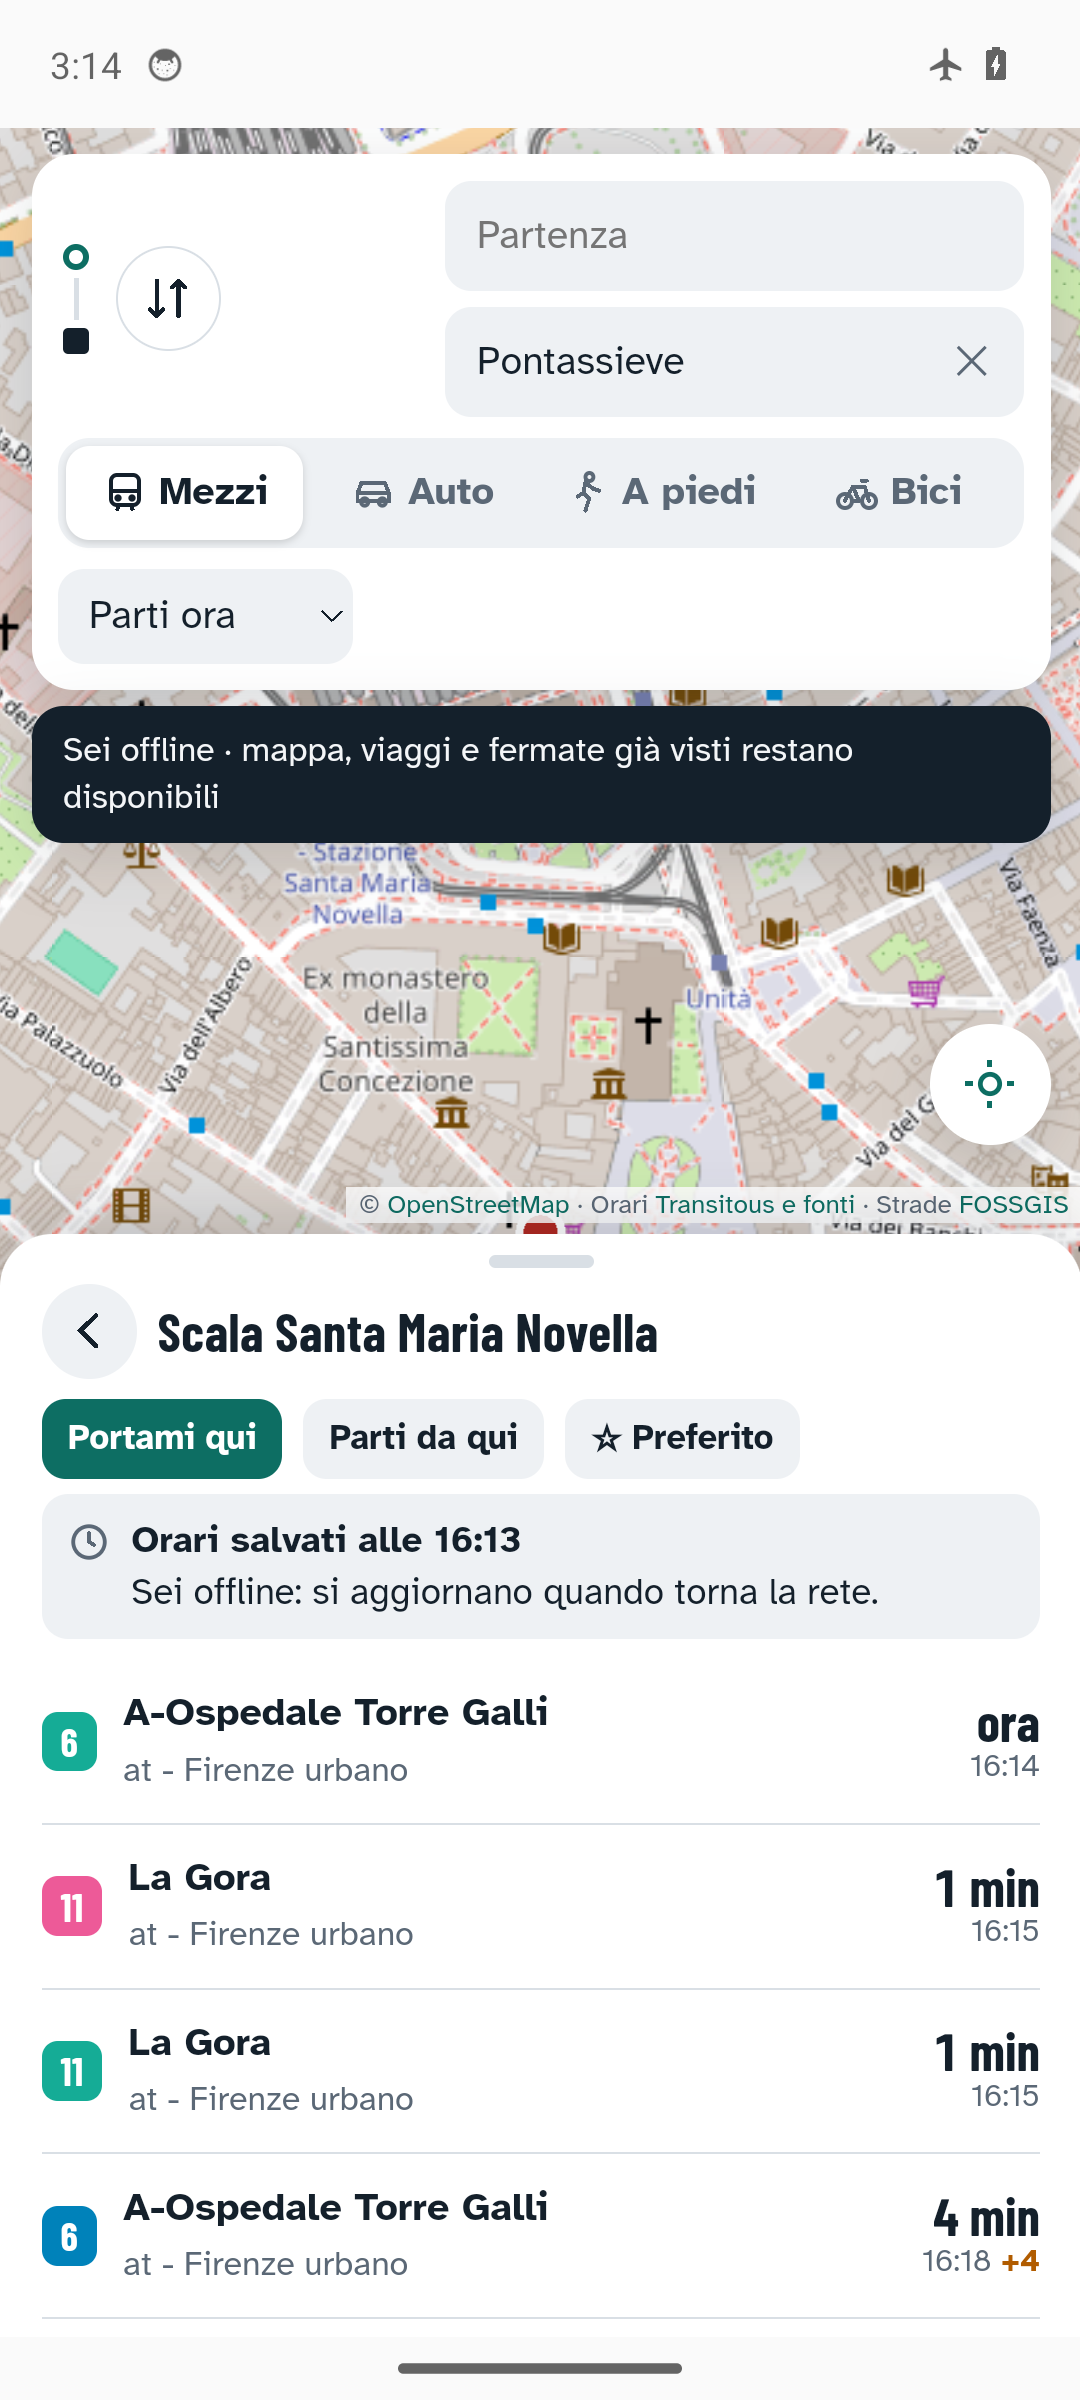 3:14
Partenza
Pontassieve
Mezzi
Auto
A piedi
Bici
Parti ora
Sei offline · mappa, viaggi e fermate già visti restano
disponibili
- Stazione
Santa Maria
Novella
Via Faenza
Ex monastero
della
Santissima
Concezione
Unità
Via dell'Albero
Via Palazzuolo
Via del G
© OpenStreetMap · Orari Transitous e fonti · Strade FOSSGIS
Scala Santa Maria Novella
Portami qui
Parti da qui
☆ Preferito
Orari salvati alle 16:13
Sei offline: si aggiornano quando torna la rete.
6
A-Ospedale Torre Galli
ora
at - Firenze urbano
16:14
11
La Gora
1 min
at - Firenze urbano
16:15
11
La Gora
1 min
at - Firenze urbano
16:15
6
A-Ospedale Torre Galli
4 min
at - Firenze urbano
16:18 +4